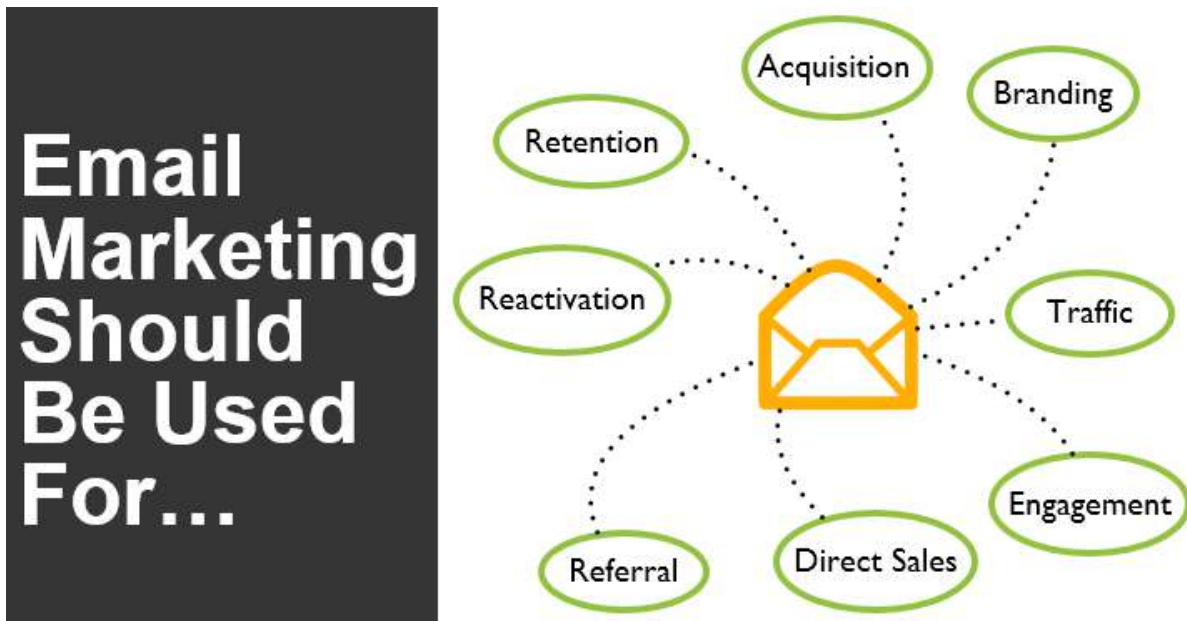 Email
Marketing
Should
Be Used
For...
Acquisition
Branding
Retention
Reactivation
Traffic
Engagement
Direct Sales
Referral